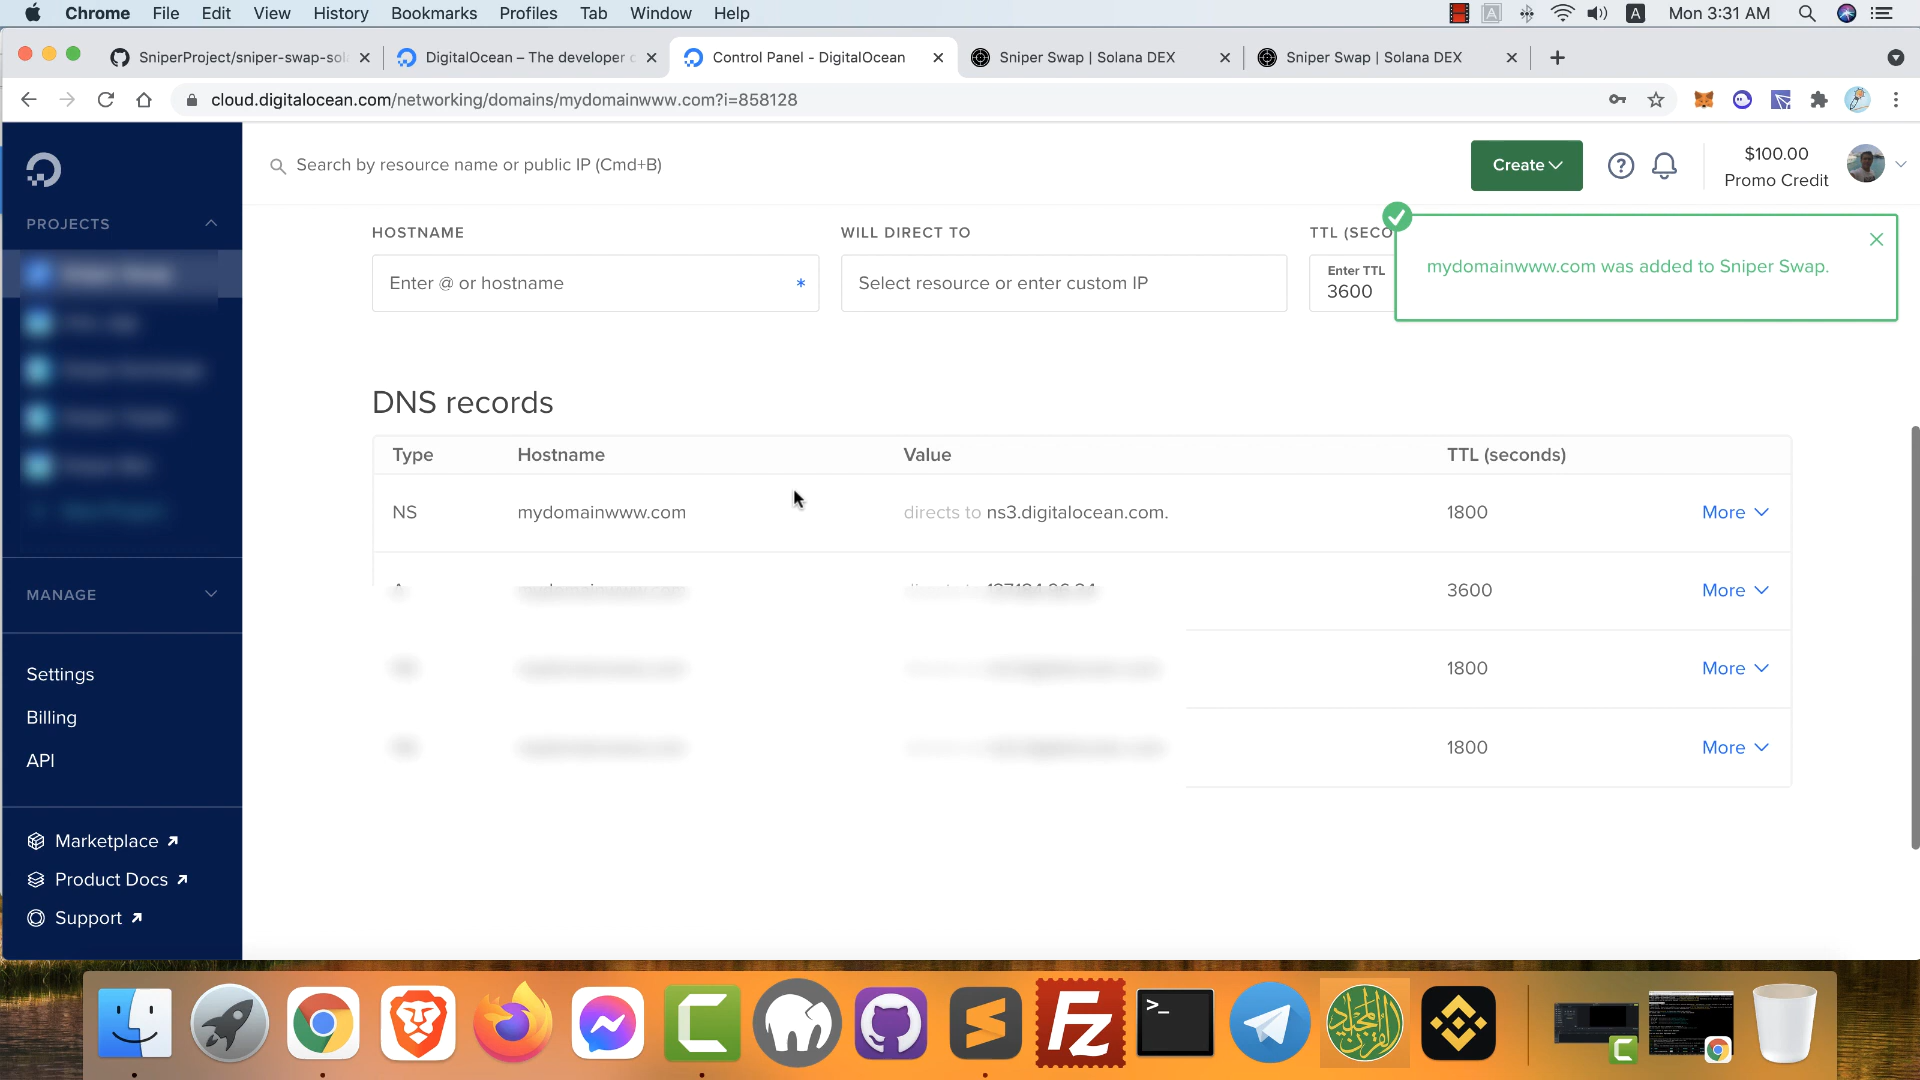 Chrome File Edit View History Bookmarks Profiles Tab Window Help
A A Mon 3:31 AM
SniperProject/sniper-swap-sol
DigitalOcean – The developer c
Control Panel - DigitalOcean
Sniper Swap | Solana DEX
Sniper Swap | Solana DEX
cloud.digitalocean.com/networking/domains/mydomainwww.com?i=858128
Search by resource name or public IP (Cmd+B)
Create
$100.00
Promo Credit
PROJECTS
MANAGE
Settings
Billing
API
Marketplace
Product Docs
Support
HOSTNAME
WILL DIRECT TO
TTL (SECO
Enter @ or hostname *
Select resource or enter custom IP
Enter TTL
3600
mydomainwww.com was added to Sniper Swap.
DNS records
Type Hostname Value TTL (seconds)
NS mydomainwww.com directs to ns3.digitalocean.com. 1800 More
3600 More
1800 More
1800 More